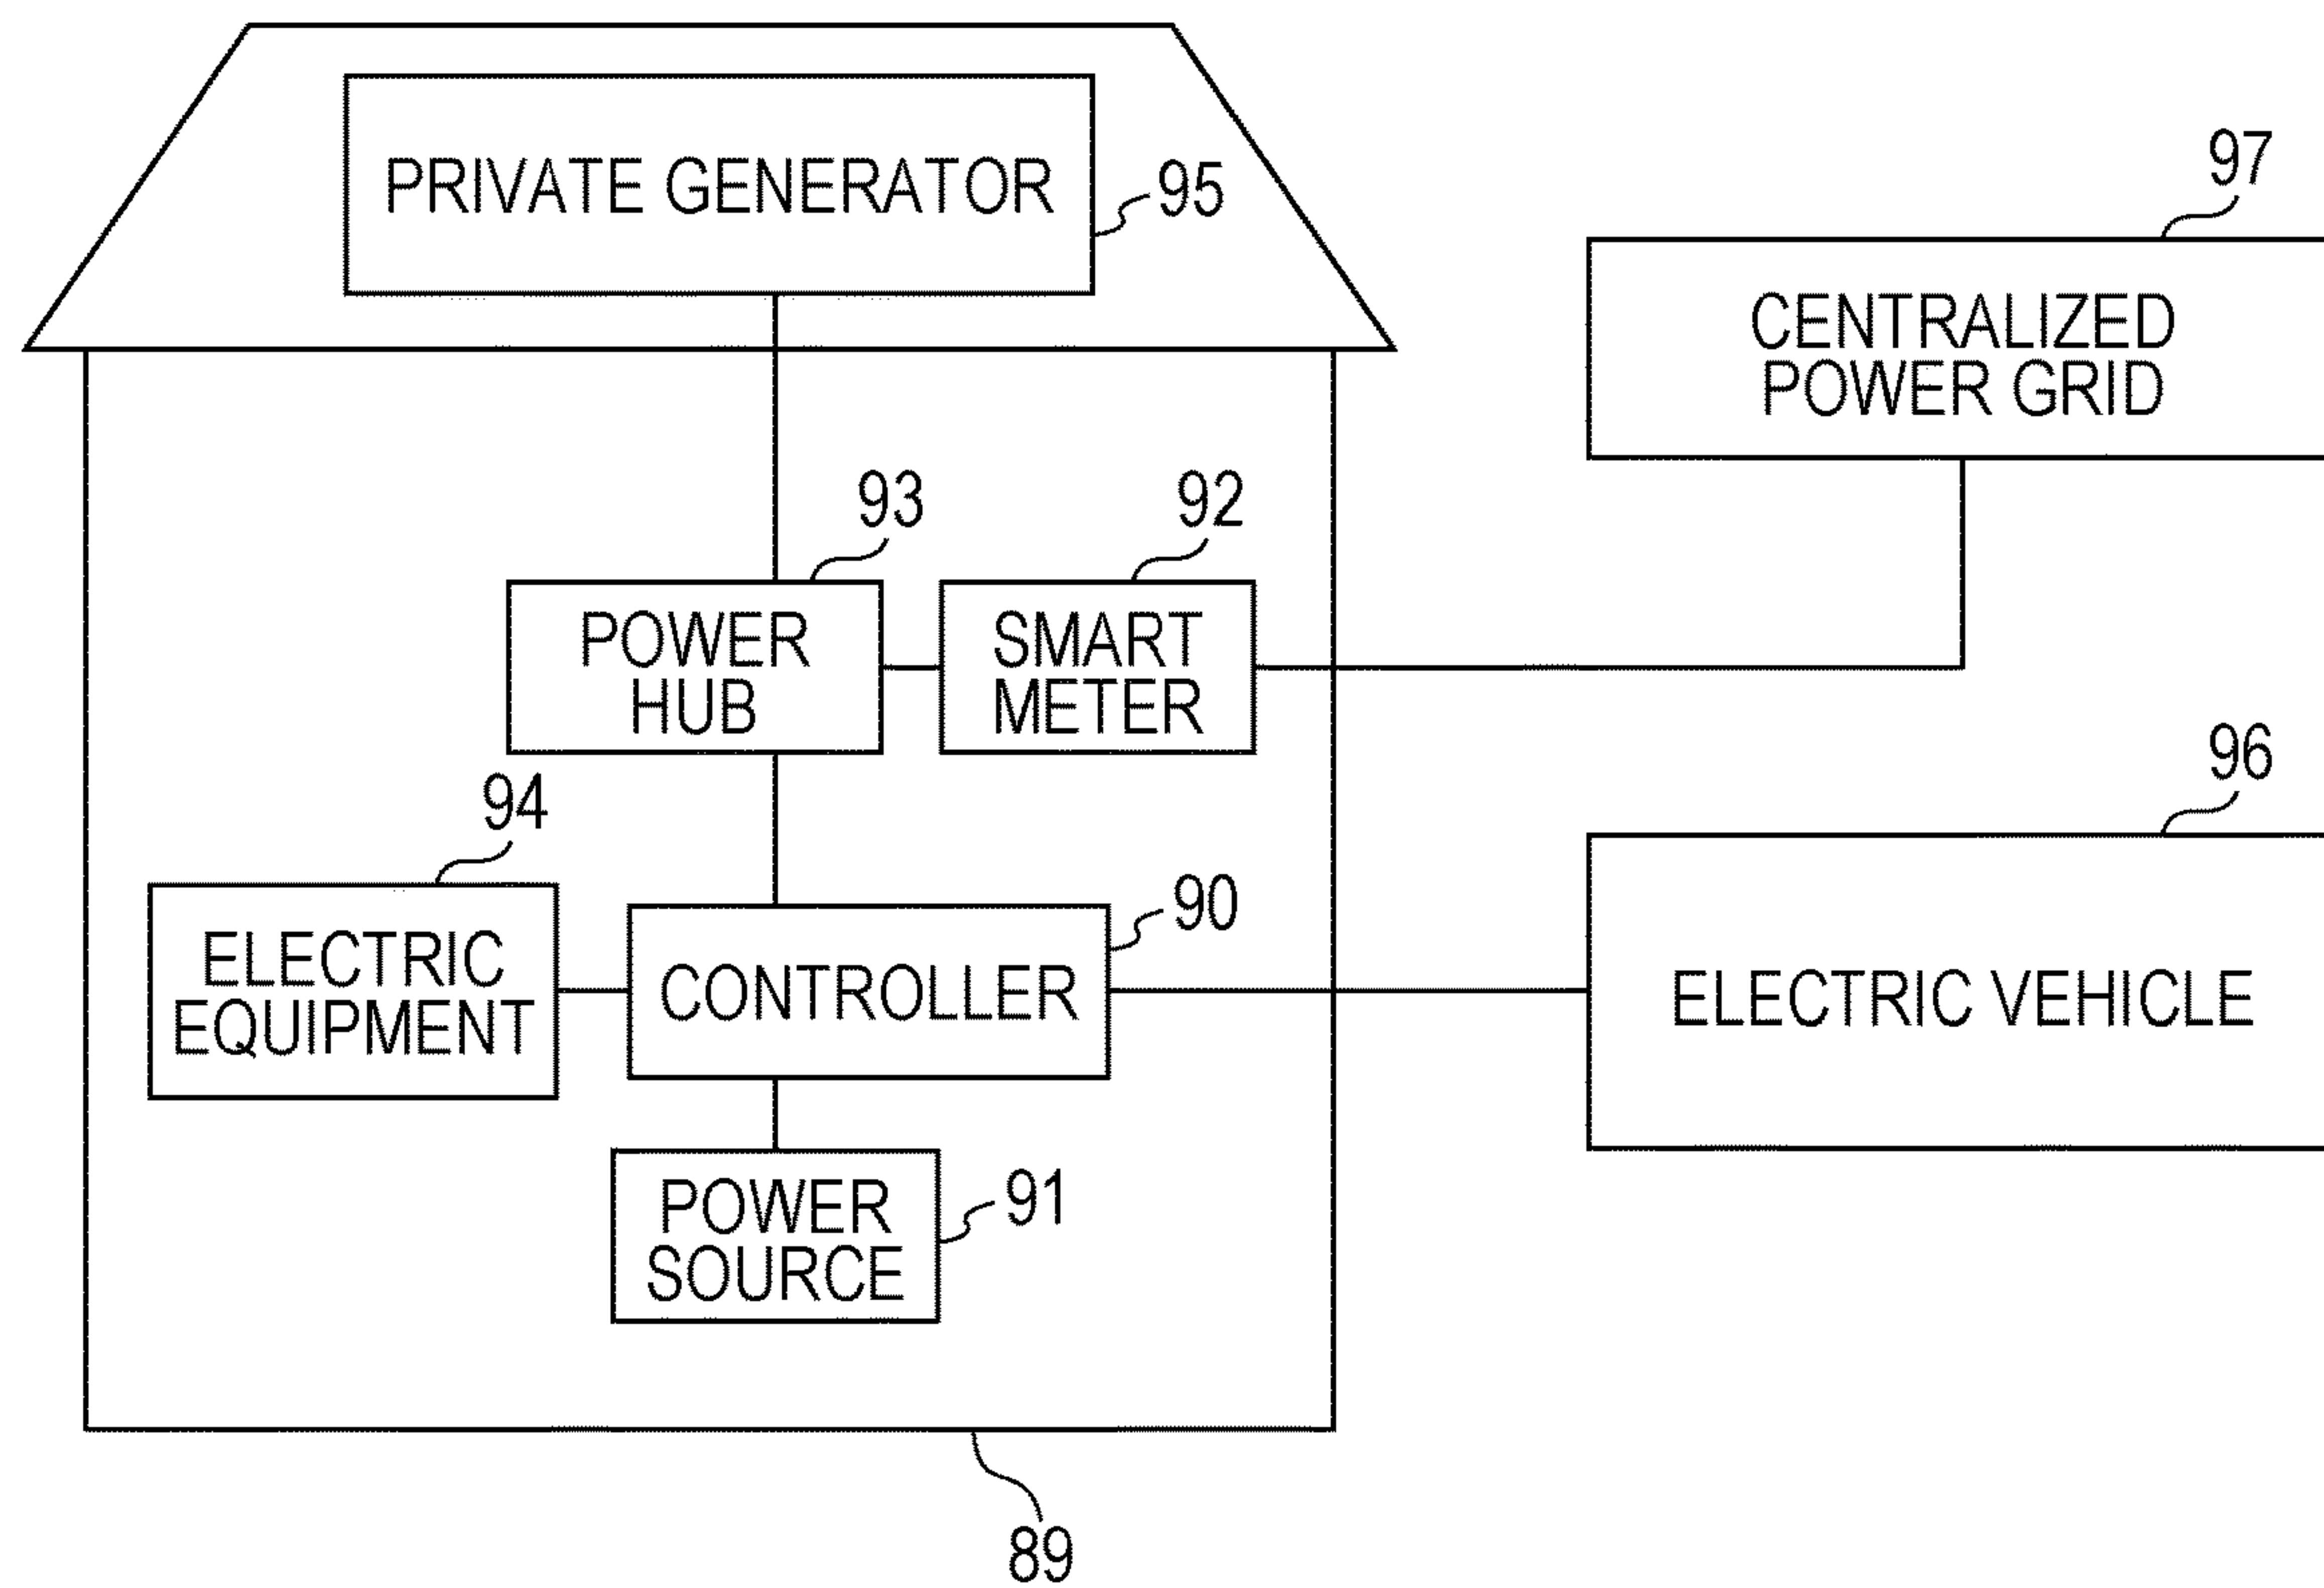 PRIVATE GENERATOR
95
97
CENTRALIZED
POWER GRID
93
92
POWER
HUB
SMART
METER
96
94
90
ELECTRIC
EQUIPMENT
CONTROLLER
ELECTRIC VEHICLE
91
POWER
SOURCE
89